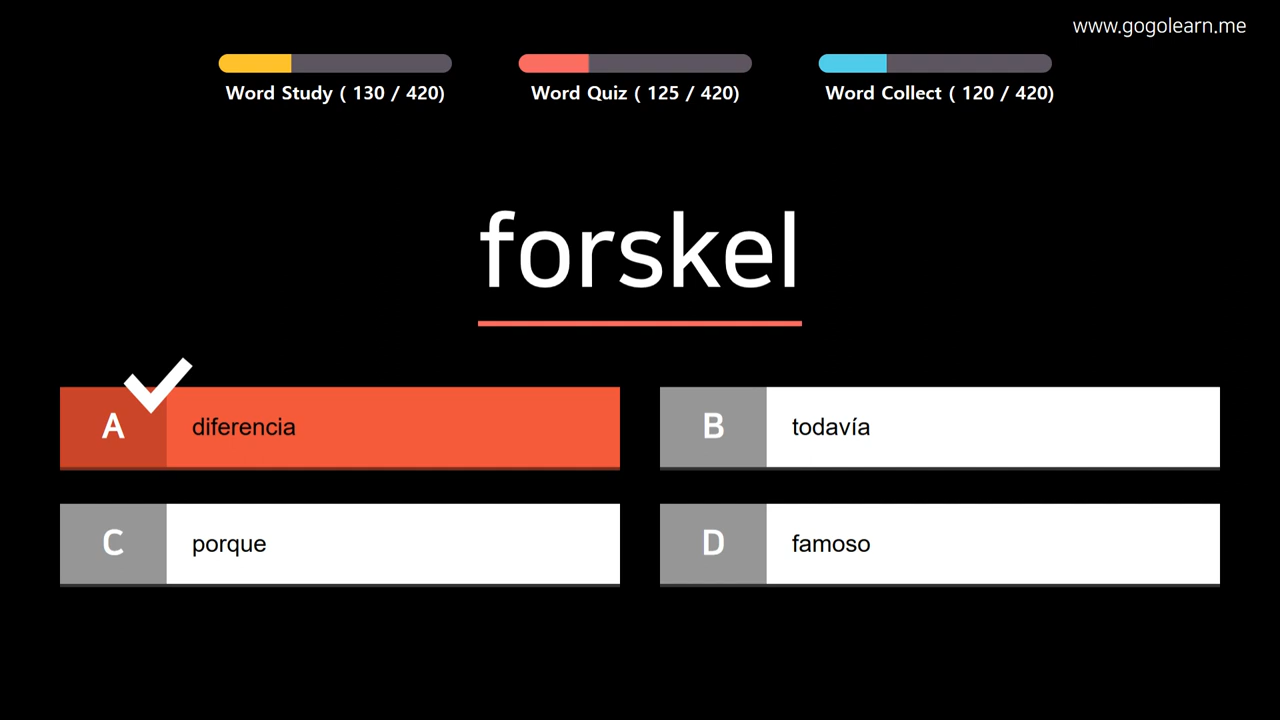 www.gogolearn.me
Word Study ( 130 / 420)
Word Quiz ( 125 / 420)
Word Collect ( 120 / 420)
forskel
A
diferencia
B
todavía
C
porque
D
famoso